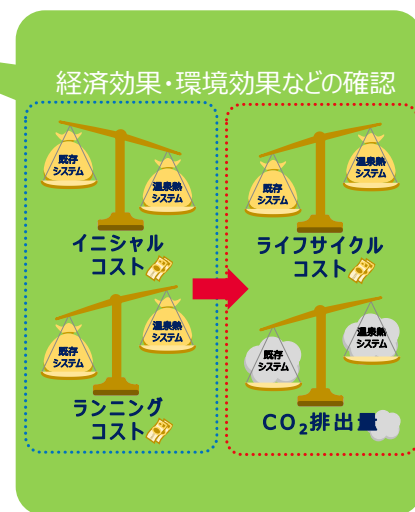 経済効果・環境効果などの確認
既存
システム
温泉熱
システム
イニシャル
コスト
既存
システム
温泉熱
システム
ランニング
コスト
既存
システム
温泉熱
システム
ライフサイクル
コスト
既存
システム
温泉熱
システム
CO₂排出量